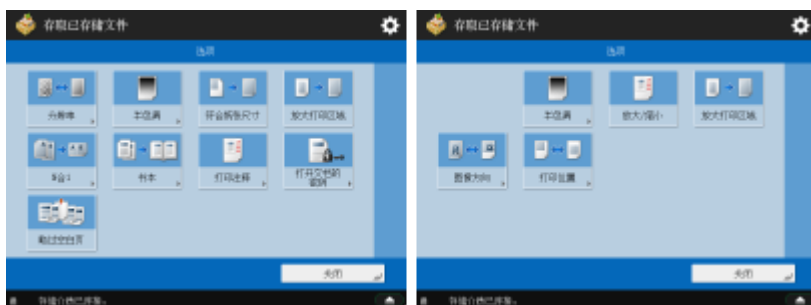 存取已存储文件
选项
分辨率
半色调
符合纸张尺寸
放大打印区域
N合1
书本
打印注释
打开文档的密码
跳过空白页
关闭
存取已存储文件
选项
半色调
放大/缩小
放大打印区域
图像方向
打印位置
关闭